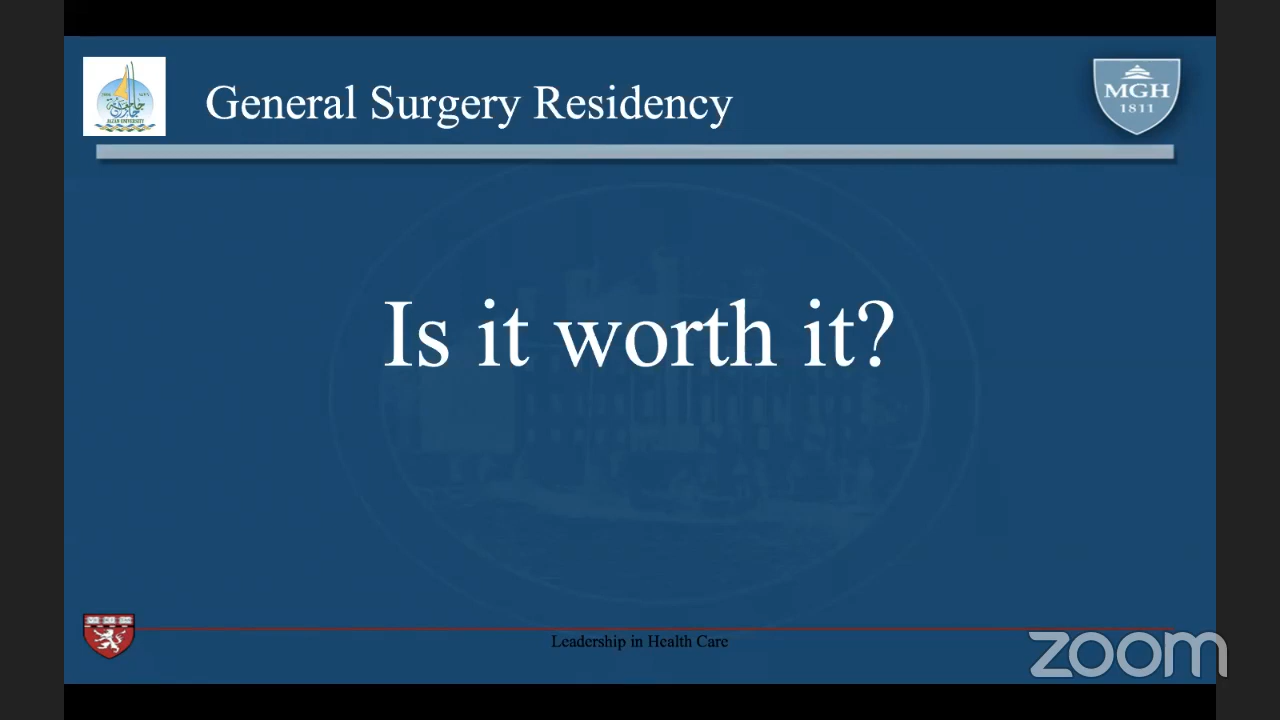 General Surgery Residency
MGH
1811
Is it worth it?
Leadership in Health Care
zoom